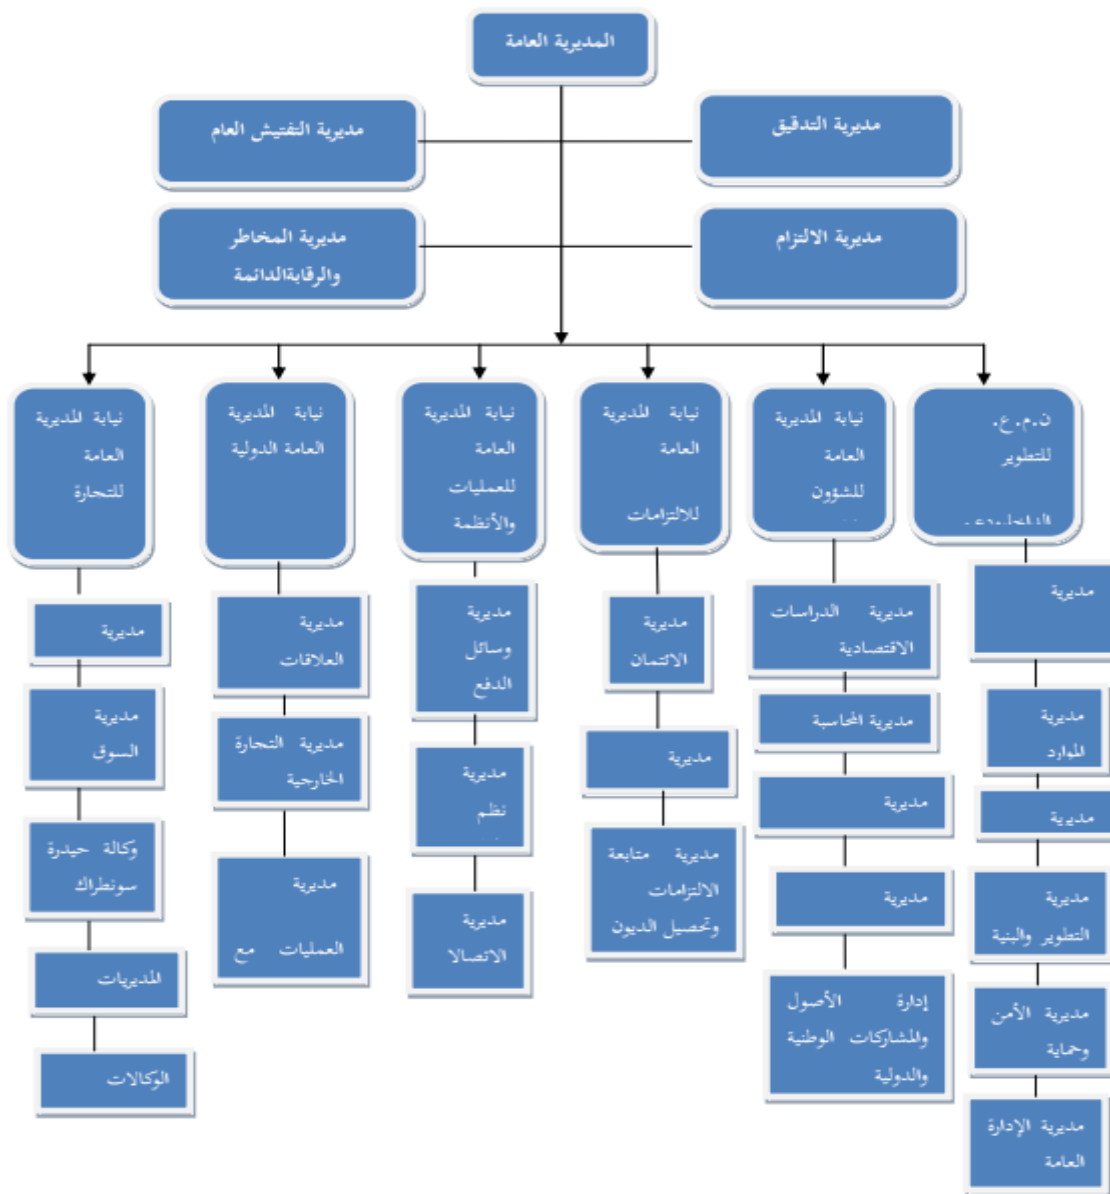 المديرية العامة
مديرية التدقيق
مديرية التفتيش العام
مديرية الالتزام
مديرية المخاطر
والرقابةالدائمة
ن.م.ع.
للتطوير
نيابة المديرية
العامة
للشؤون
نيابة المديرية
العامة
للالتزامات
نيابة المديرية
العامة
للعمليات
والأنظمة
نيابة المديرية
العامة الدولية
نيابة المديرية
العامة
للتجارة
مديرية
مديرية
الموارد
مديرية
مديرية
التطوير والبنية
مديرية الأمن
وحماية
مديرية الإدارة
العامة
مديرية الدراسات
الاقتصادية
مديرية المحاسبة
مديرية
مديرية
إدارة الأصول
والمشاركات الوطنية
والدولية
مديرية
الائتمان
مديرية
مديرية متابعة
الالتزامات
وتحصيل الديون
مديرية
وسائل
الدفع
مديرية
نظم
مديرية
الاتصالا
مديرية
العلاقات
مديرية التجارة
الخارجية
مديرية
العمليات مع
مديرية
مديرية
السوق
وكالة حيدرة
سونطراك
المديريات
الوكالات